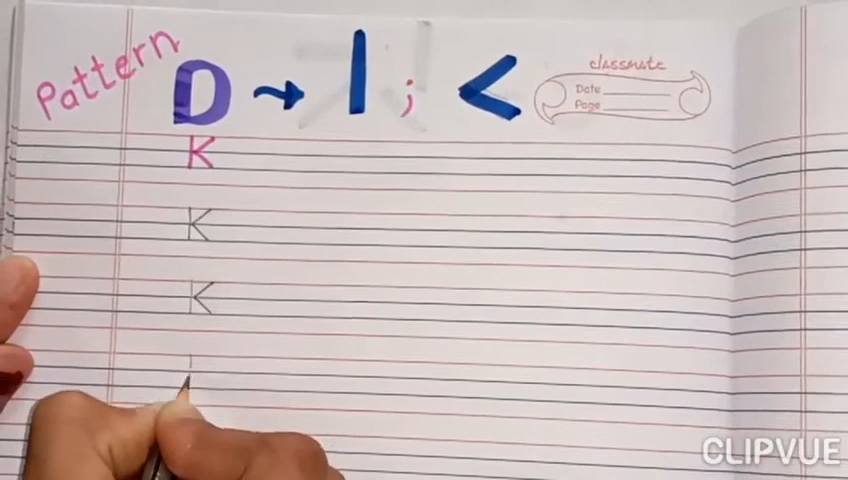 Pattern D → | ; <
classmate
Date
Page
K
K
K
CLIPVUE